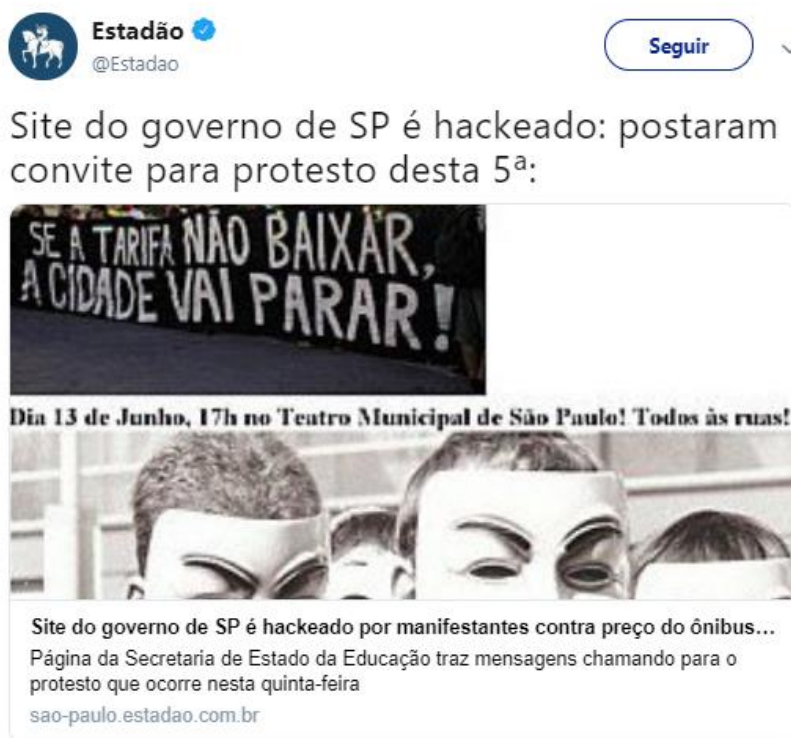 Estadão
@Estadao
Seguir
Site do governo de SP é hackeado: postaram
convite para protesto desta 5ª:
SE A TARIFA NÃO BAIXAR,
A CIDADE VAI PARAR!
Dia 13 de Junho, 17h no Teatro Municipal de São Paulo! Todos às ruas!
Site do governo de SP é hackeado por manifestantes contra preço do ônibus...
Página da Secretaria de Estado da Educação traz mensagens chamando para o
protesto que ocorre nesta quinta-feira
sao-paulo.estadao.com.br